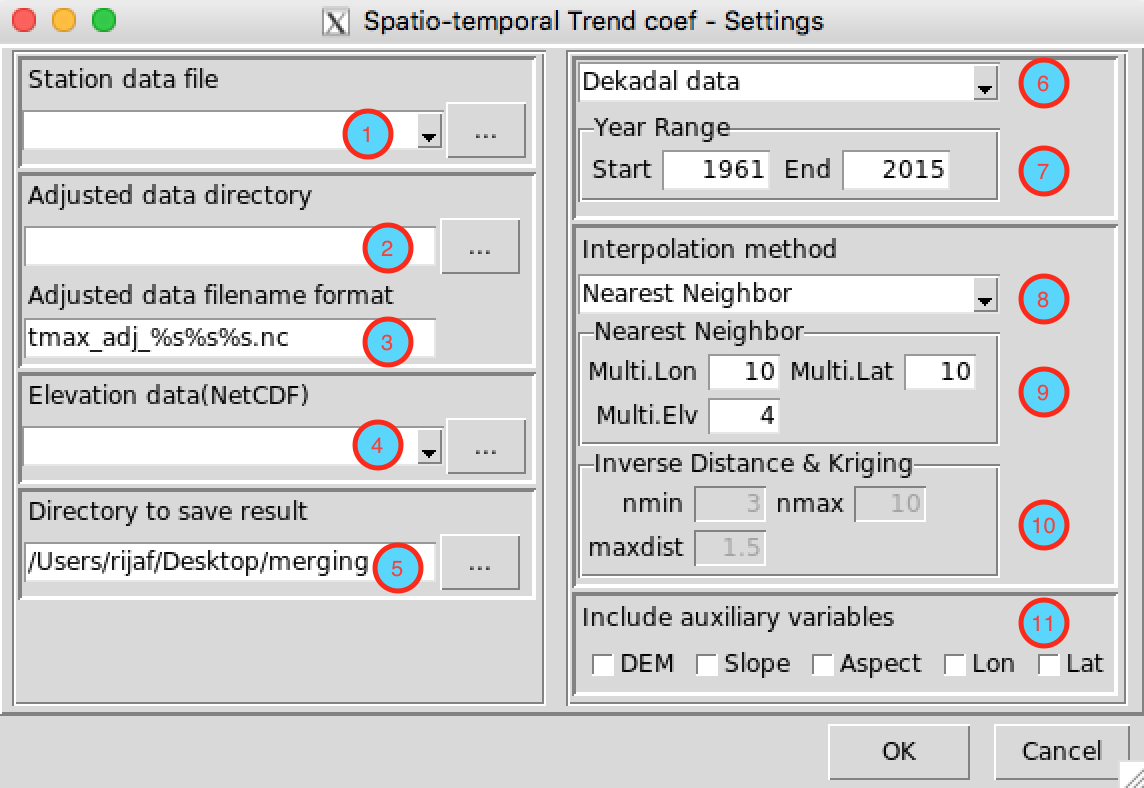 Spatio-temporal Trend coef - Settings
Station data file
1
...
Adjusted data directory
2
...
Adjusted data filename format
tmax_adj_%s%s%s.nc
3
Elevation data(NetCDF)
4
...
Directory to save result
/Users/rijaf/Desktop/merging
5
...
Dekadal data
6
Year Range
Start 1961 End 2015
7
Interpolation method
Nearest Neighbor
8
Nearest Neighbor
Multi.Lon 10 Multi.Lat 10
9
Multi.Elv 4
Inverse Distance & Kriging
nmin 3 nmax 10
10
maxdist 1.5
Include auxiliary variables
11
DEM Slope Aspect Lon Lat
OK Cancel